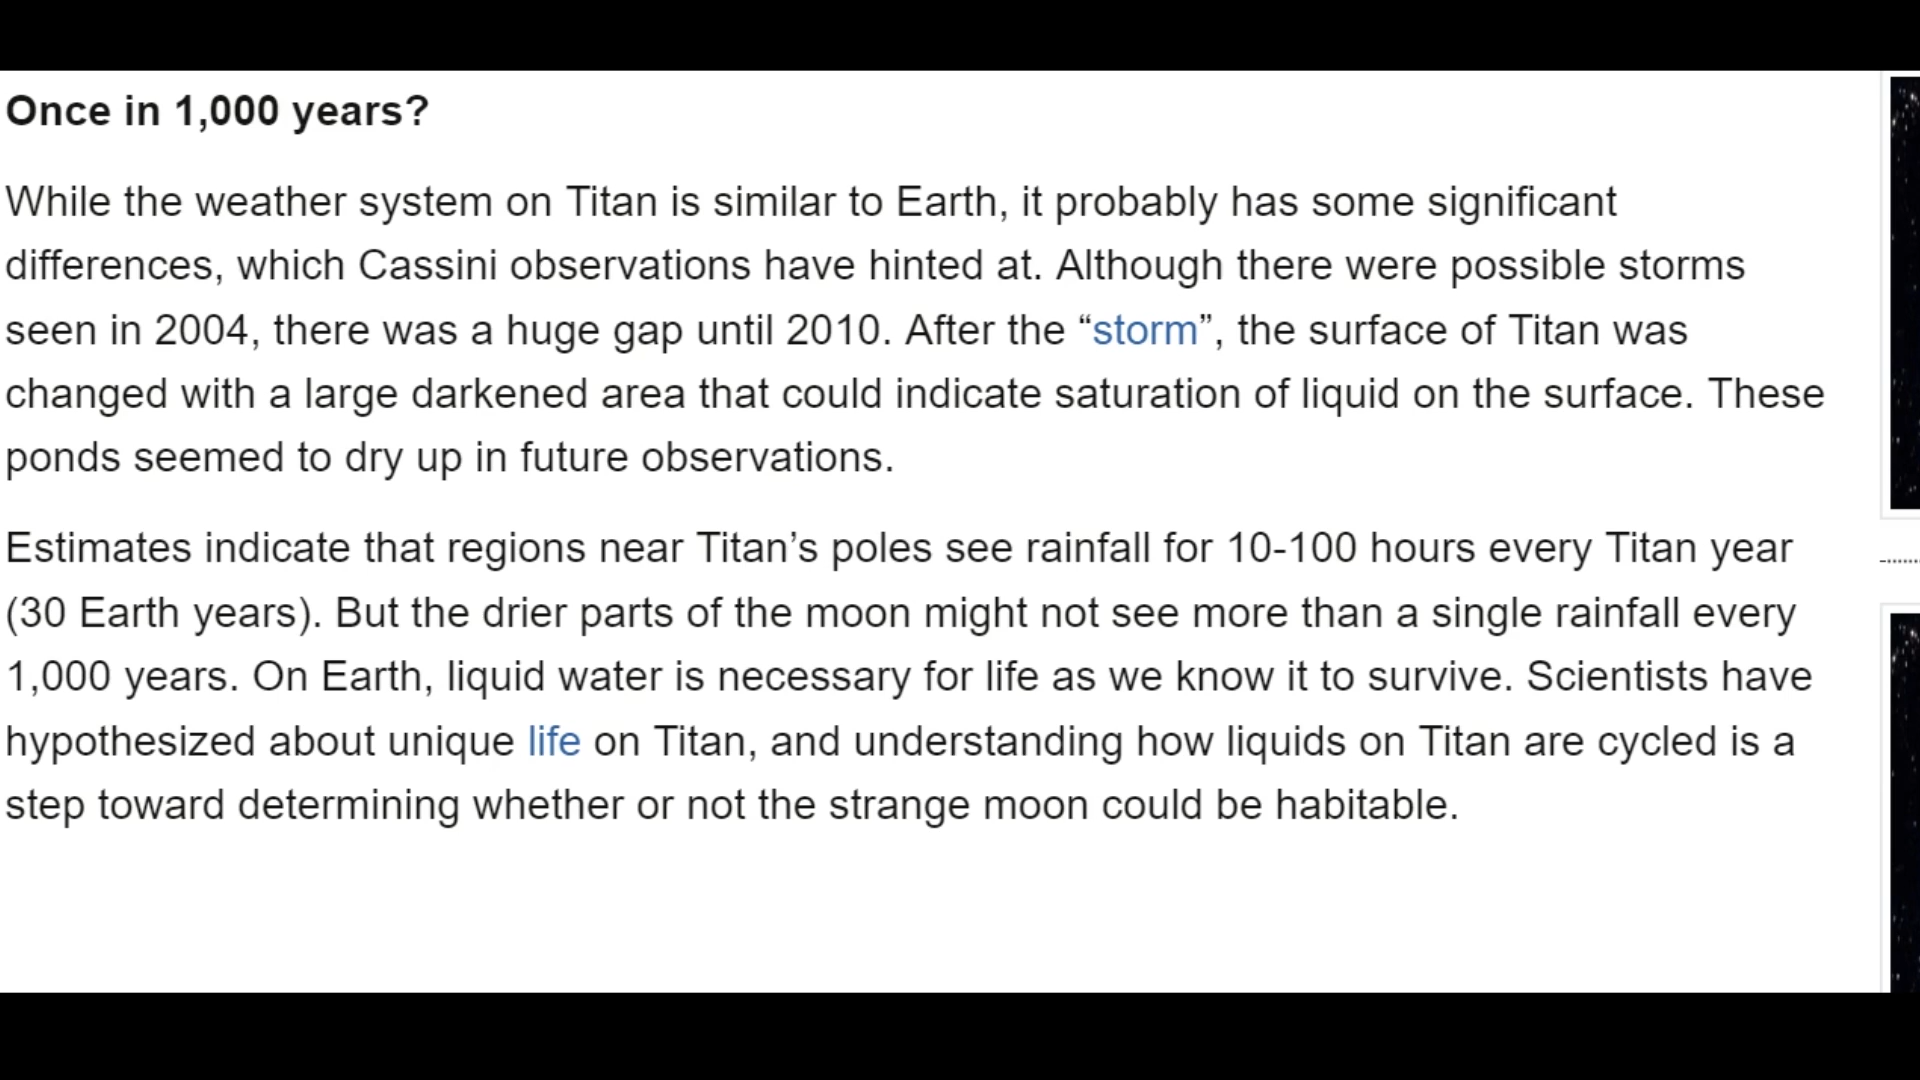 Once in 1,000 years?
While the weather system on Titan is similar to Earth, it probably has some significant
differences, which Cassini observations have hinted at. Although there were possible storms
seen in 2004, there was a huge gap until 2010. After the “storm”, the surface of Titan was
changed with a large darkened area that could indicate saturation of liquid on the surface. These
ponds seemed to dry up in future observations.
Estimates indicate that regions near Titan’s poles see rainfall for 10-100 hours every Titan year
(30 Earth years). But the drier parts of the moon might not see more than a single rainfall every
1,000 years. On Earth, liquid water is necessary for life as we know it to survive. Scientists have
hypothesized about unique life on Titan, and understanding how liquids on Titan are cycled is a
step toward determining whether or not the strange moon could be habitable.